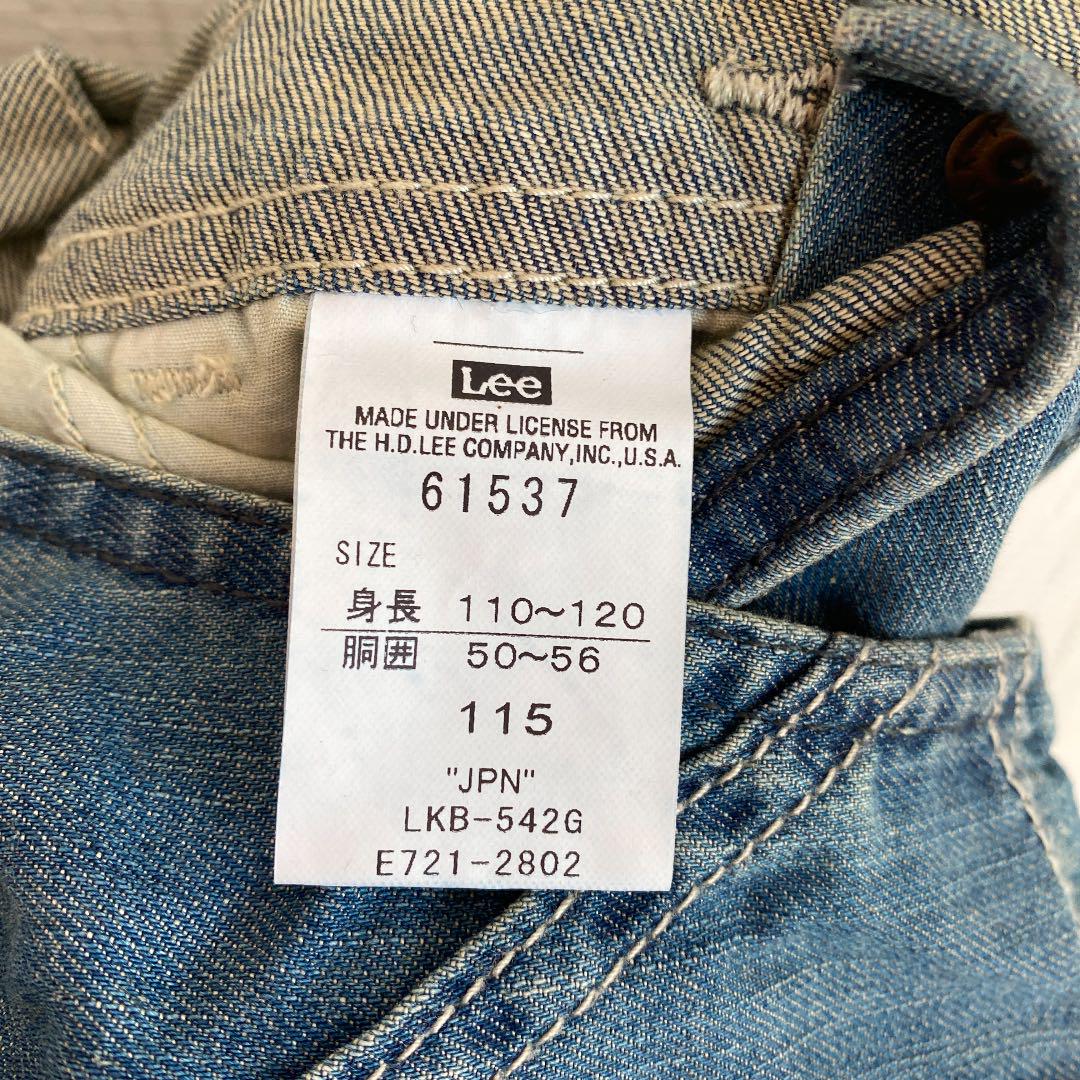 Lee
MADE UNDER LICENSE FROM
THE H.D.LEE COMPANY,INC.,U.S.A.
61537
SIZE
身長 110～120
胴囲 50～56
115
"JPN"
LKB-542G
E721-2802